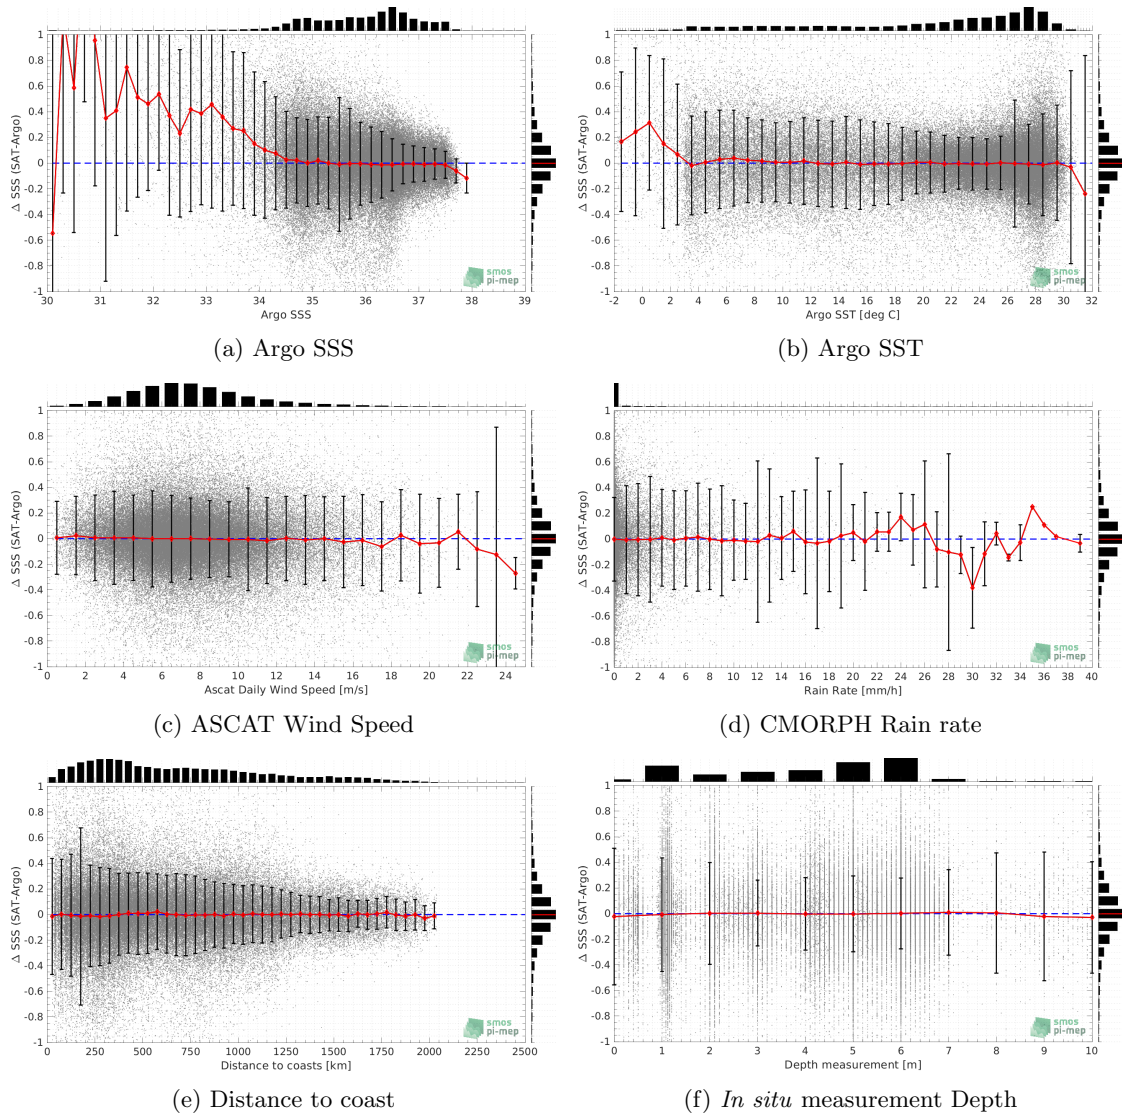 1
0.8
0.6
0.4
0.2
0
-0.2
-0.4
-0.6
-0.8
-1
Δ SSS (SAT-Argo)
30 31 32 33 34 35 36 37 38 39
Argo SSS
smos
pi-mep
(a) Argo SSS
1
0.8
0.6
0.4
0.2
0
-0.2
-0.4
-0.6
-0.8
-1
Δ SSS (SAT-Argo)
-2 0 2 4 6 8 10 12 14 16 18 20 22 24 26 28 30 32
Argo SST [deg C]
smos
pi-mep
(b) Argo SST
1
0.8
0.6
0.4
0.2
0
-0.2
-0.4
-0.6
-0.8
-1
Δ SSS (SAT-Argo)
0 2 4 6 8 10 12 14 16 18 20 22 24
Ascat Daily Wind Speed [m/s]
smos
pi-mep
(c) ASCAT Wind Speed
1
0.8
0.6
0.4
0.2
0
-0.2
-0.4
-0.6
-0.8
-1
Δ SSS (SAT-Argo)
0 2 4 6 8 10 12 14 16 18 20 22 24 26 28 30 32 34 36 38 40
Rain Rate [mm/h]
smos
pi-mep
(d) CMORPH Rain rate
1
0.8
0.6
0.4
0.2
0
-0.2
-0.4
-0.6
-0.8
-1
Δ SSS (SAT-Argo)
0 250 500 750 1000 1250 1500 1750 2000 2250 2500
Distance to coasts [km]
smos
pi-mep
(e) Distance to coast
1
0.8
0.6
0.4
0.2
0
-0.2
-0.4
-0.6
-0.8
-1
Δ SSS (SAT-Argo)
0 1 2 3 4 5 6 7 8 9 10
Depth measurement [m]
smos
pi-mep
(f) In situ measurement Depth